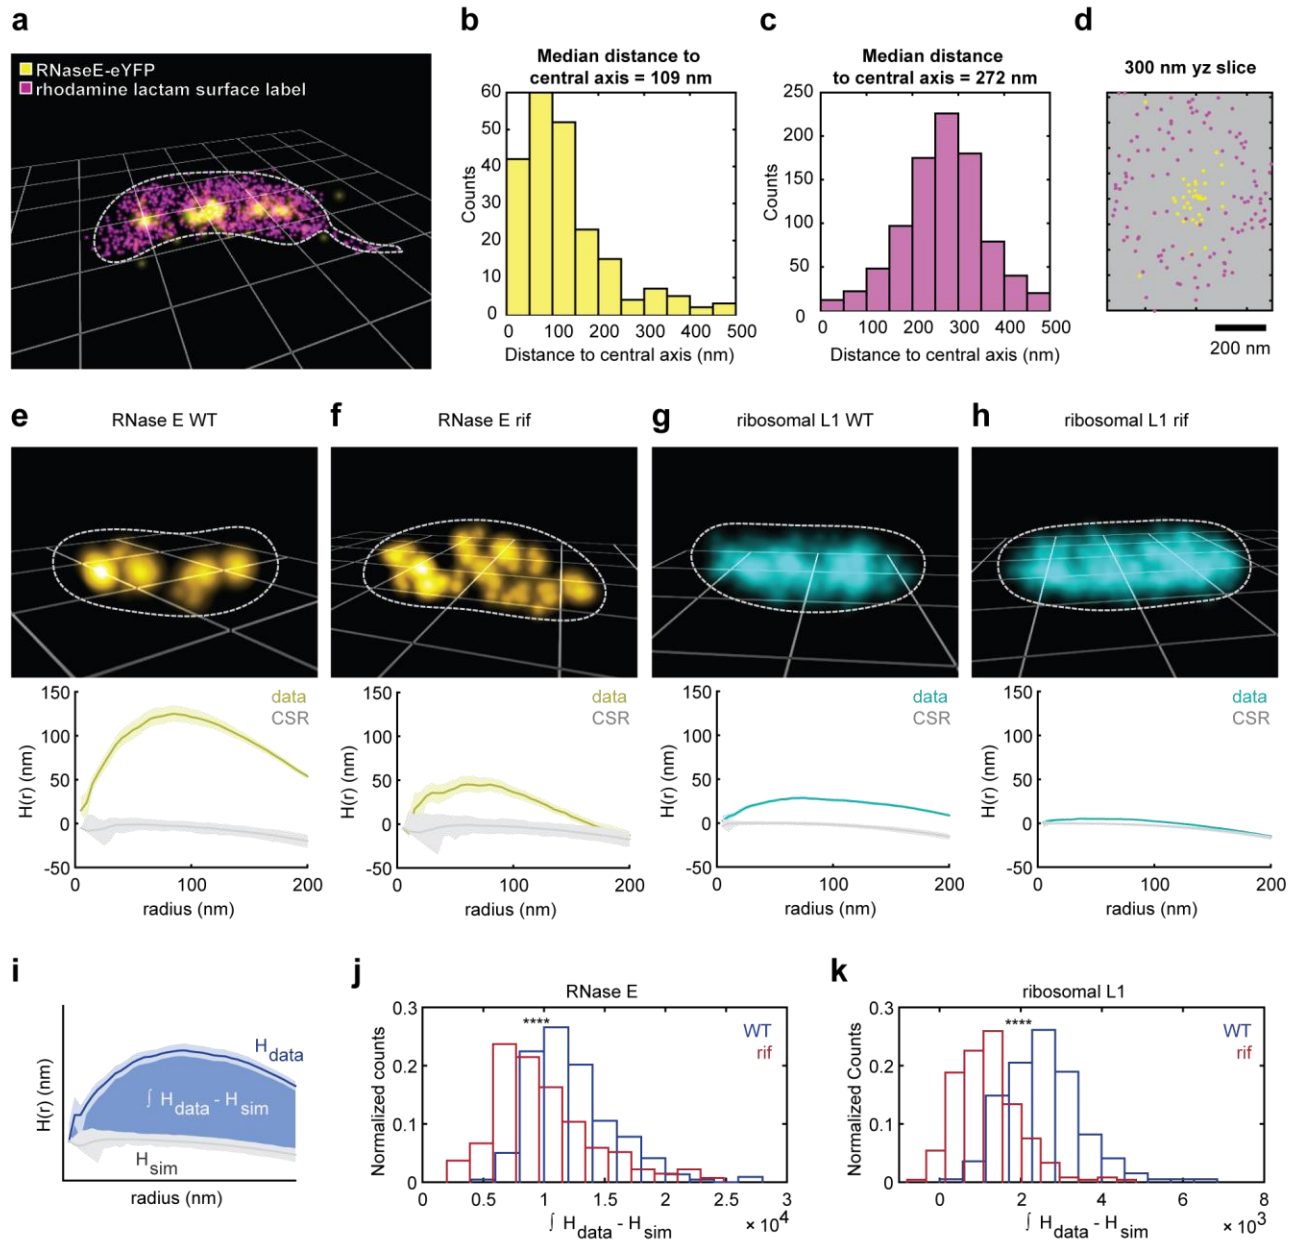 a
RNaseE-eYFP
rhodamine lactam surface label
b
Median distance to
central axis = 109 nm
60
50
40
30
20
10
0
Counts
0 100 200 300 400 500
Distance to central axis (nm)
c
Median distance
to central axis = 272 nm
250
200
150
100
50
0
Counts
0 100 200 300 400 500
Distance to central axis (nm)
d
300 nm yz slice
200 nm
e
RNase E WT
f
RNase E rif
g
ribosomal L1 WT
h
ribosomal L1 rif
150
100
50
0
-50
H(r) (nm)
data
CSR
0 100 200
radius (nm)
150
100
50
0
-50
H(r) (nm)
data
CSR
0 100 200
radius (nm)
150
100
50
0
-50
H(r) (nm)
data
CSR
0 100 200
radius (nm)
150
100
50
0
-50
H(r) (nm)
data
CSR
0 100 200
radius (nm)
i
H(r) (nm)
Hdata
∫ Hdata - Hsim
Hsim
radius (nm)
j
RNase E
0.3
0.2
0.1
0
Normalized counts
****
WT
rif
0 0.5 1 1.5 2 2.5 3
∫ Hdata - Hsim
× 10⁴
k
ribosomal L1
0.3
0.2
0.1
0
Normalized Counts
****
WT
rif
0 2 4 6 8
∫ Hdata - Hsim
× 10³